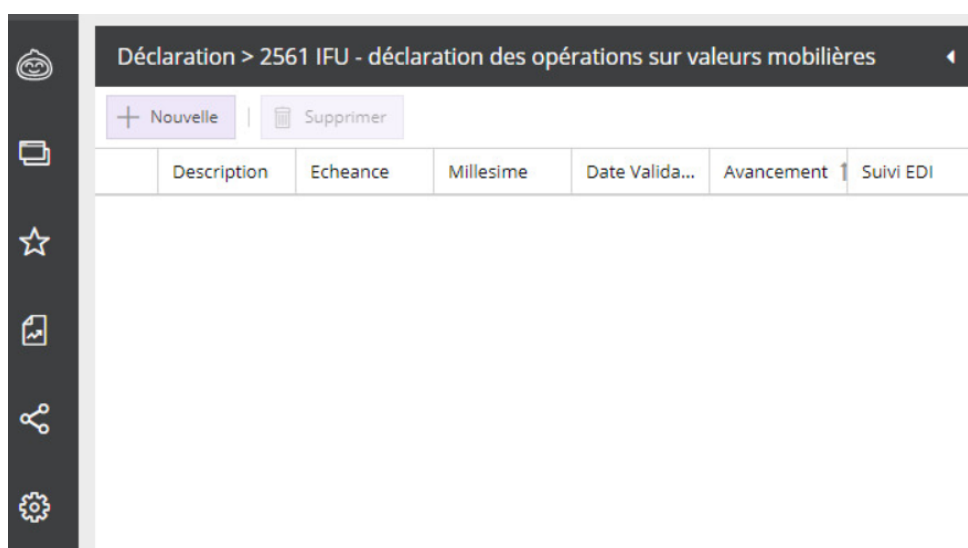 Déclaration > 2561 IFU - déclaration des opérations sur valeurs mobilières
Nouvelle | Supprimer
Description Echeance Millesime Date Valida... Avancement Suivi EDI